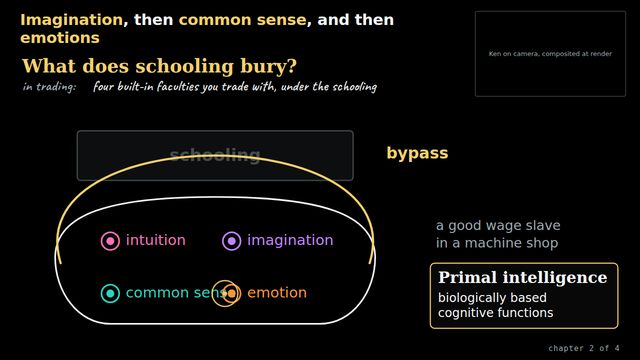 Imagination, then common sense, and then
emotions
What does schooling bury?
in trading: four built-in faculties you trade with, under the schooling
Ken on camera, composited at render
schooling
bypass
intuition
imagination
common sens
emotion
a good wage slave
in a machine shop
Primal intelligence
biologically based
cognitive functions
chapter 2 of 4